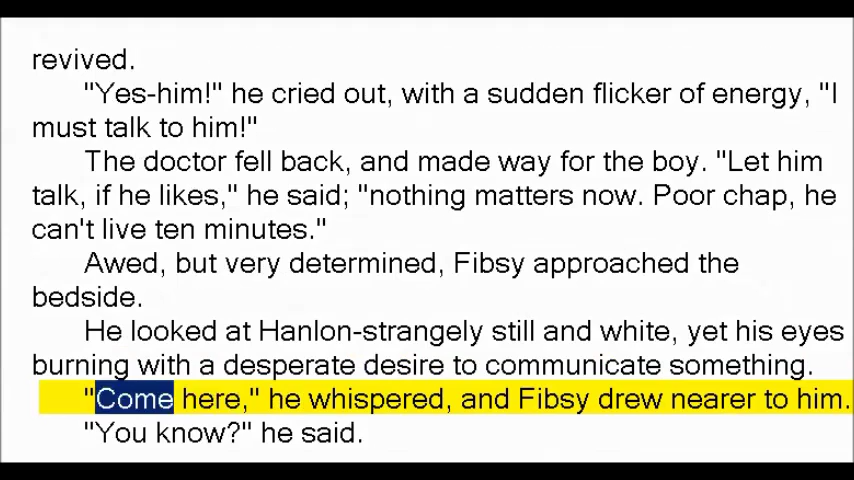 revived.
"Yes-him!" he cried out, with a sudden flicker of energy, "I
must talk to him!"
The doctor fell back, and made way for the boy. "Let him
talk, if he likes," he said; "nothing matters now. Poor chap, he
can't live ten minutes."
Awed, but very determined, Fibsy approached the
bedside.
He looked at Hanlon-strangely still and white, yet his eyes
burning with a desperate desire to communicate something.
"Come here," he whispered, and Fibsy drew nearer to him.
"You know?" he said.